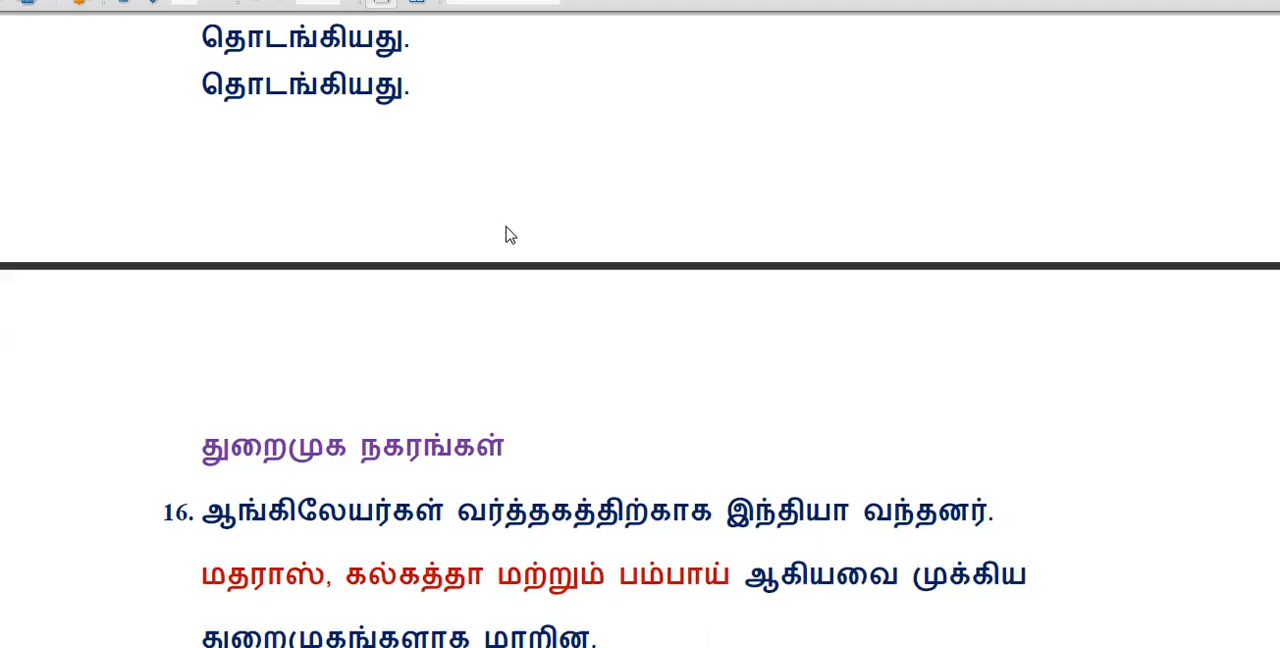 தொடங்கியது.
தொடங்கியது.
துறைமுக நகரங்கள்
16. ஆங்கிலேயர்கள் வர்த்தகத்திற்காக இந்தியா வந்தனர்.
மதராஸ், கல்கத்தா மற்றும் பம்பாய் ஆகியவை முக்கிய
துறைமுகங்களாக மாறின.